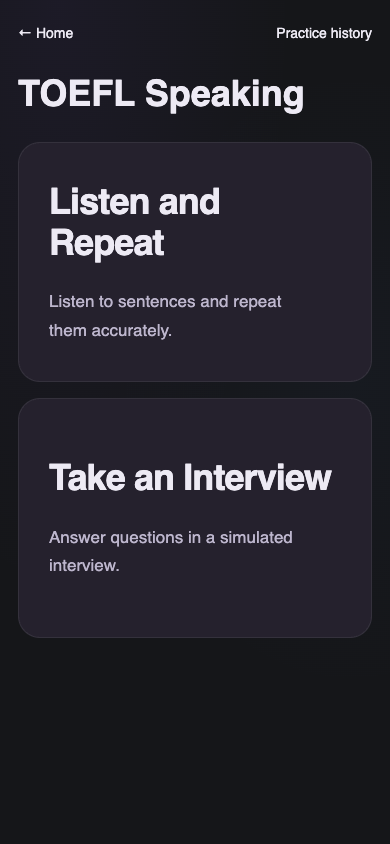 ← Home
Practice history
TOEFL Speaking
Listen and
Repeat
Listen to sentences and repeat
them accurately.
Take an Interview
Answer questions in a simulated
interview.